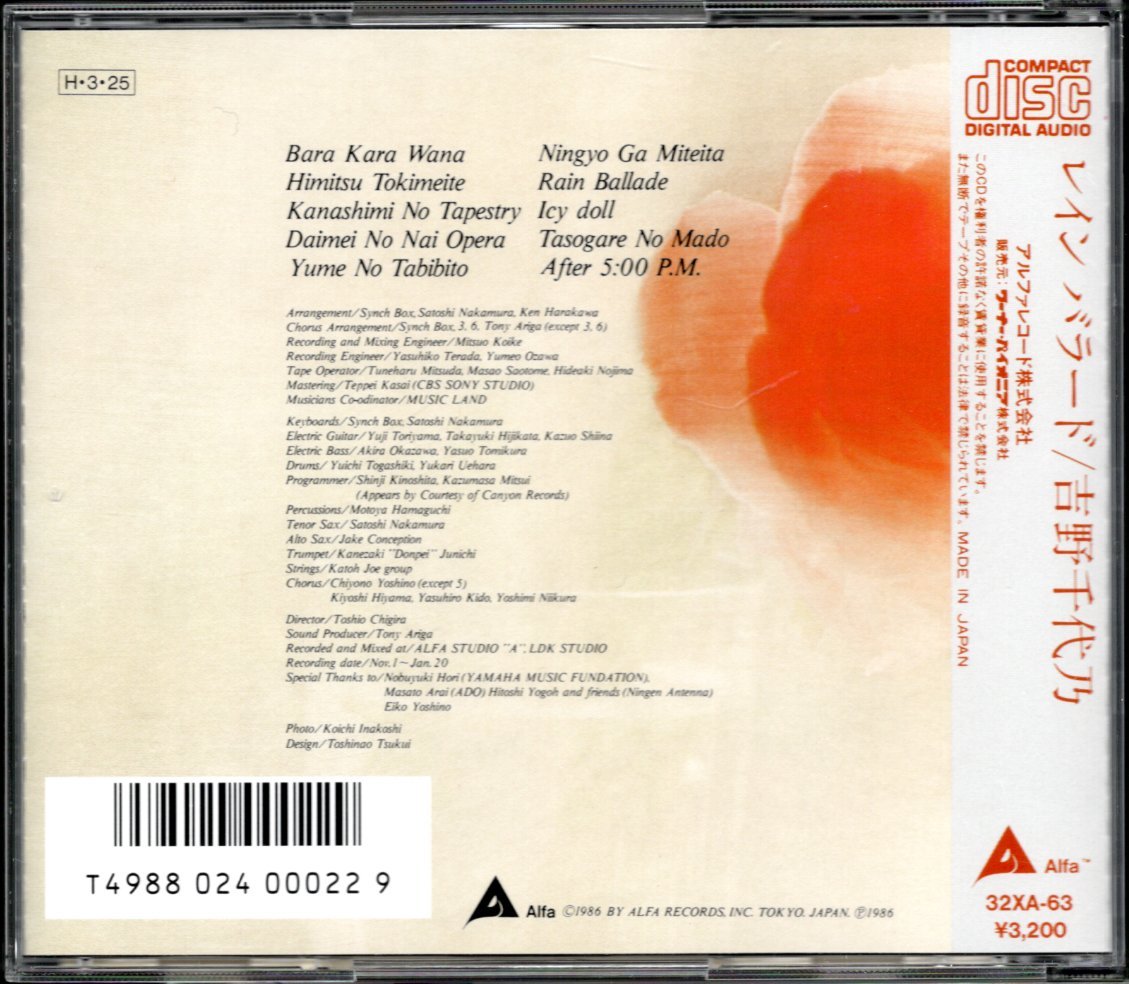 H・3・25
Bara Kara Wana
Himitsu Tokimeite
Kanashimi No Tapestry
Daimei No Nai Opera
Yume No Tabibito
Ningyo Ga Miteita
Rain Ballade
Icy doll
Tasogare No Mado
After 5:00 P.M.
Arrangement/Synch Box, Satoshi Nakamura, Ken Harakawa
Chorus Arrangement/Synch Box, 3, 6, Tony Ariga (except 3, 6)
Recording and Mixing Engineer/Mitsuo Koike
Recording Engineer/Yasuhiko Terada, Yumeo Ozawa
Tape Operator/Tuneharu Mitsuda, Masao Saotome, Hideaki Nojima
Mastering/Teppei Kasai (CBS SONY STUDIO)
Musicians Co-odinator/MUSIC LAND
Keyboards/Synch Box, Satoshi Nakamura
Electric Guitar/Yuji Toriyama, Takayuki Hijikata, Kazuo Shiina
Electric Bass/Akira Okazawa, Yasuo Tomikura
Drums/Yuichi Togashiki, Yukari Uehara
Programmer/Shinji Kinoshita, Kazumasa Mitsui
(Appears by Courtesy of Canyon Records)
Percussions/Motoya Hamaguchi
Tenor Sax/Satoshi Nakamura
Alto Sax/Jake Conception
Trumpet/Kanezaki "Donpei" Junichi
Strings/Katoh Joe group
Chorus/Chiyono Yoshino (except 5)
Kiyoshi Hiyama, Yasuhiro Kido, Yoshimi Niikura
Director/Toshio Chigira
Sound Producer/Tony Ariga
Recorded and Mixed at/ALFA STUDIO "A", LDK STUDIO
Recording date/Nov. 1~Jan. 20
Special Thanks to/Nobuyuki Hori (YAMAHA MUSIC FUNDATION),
Masato Arai (ADO) Hitoshi Yogoh and friends (Ningen Antenna)
Eiko Yoshino
Photo/Koichi Inakoshi
Design/Toshinao Tsukui
T4988 024 00022 9
Alfa ©1986 BY ALFA RECORDS, INC. TOKYO. JAPAN. ℗1986
COMPACT
disc
DIGITAL AUDIO
レイン バラード/吉野千代乃
アルファレコード株式会社
販売元:ワーナー・パイオニア株式会社
このCDを権利者の許諾なく賃貸業に使用することを禁じます。
また無断でテープその他に録音することは法律で禁じられています。MADE IN JAPAN
Alfa™
32XA-63
¥3,200